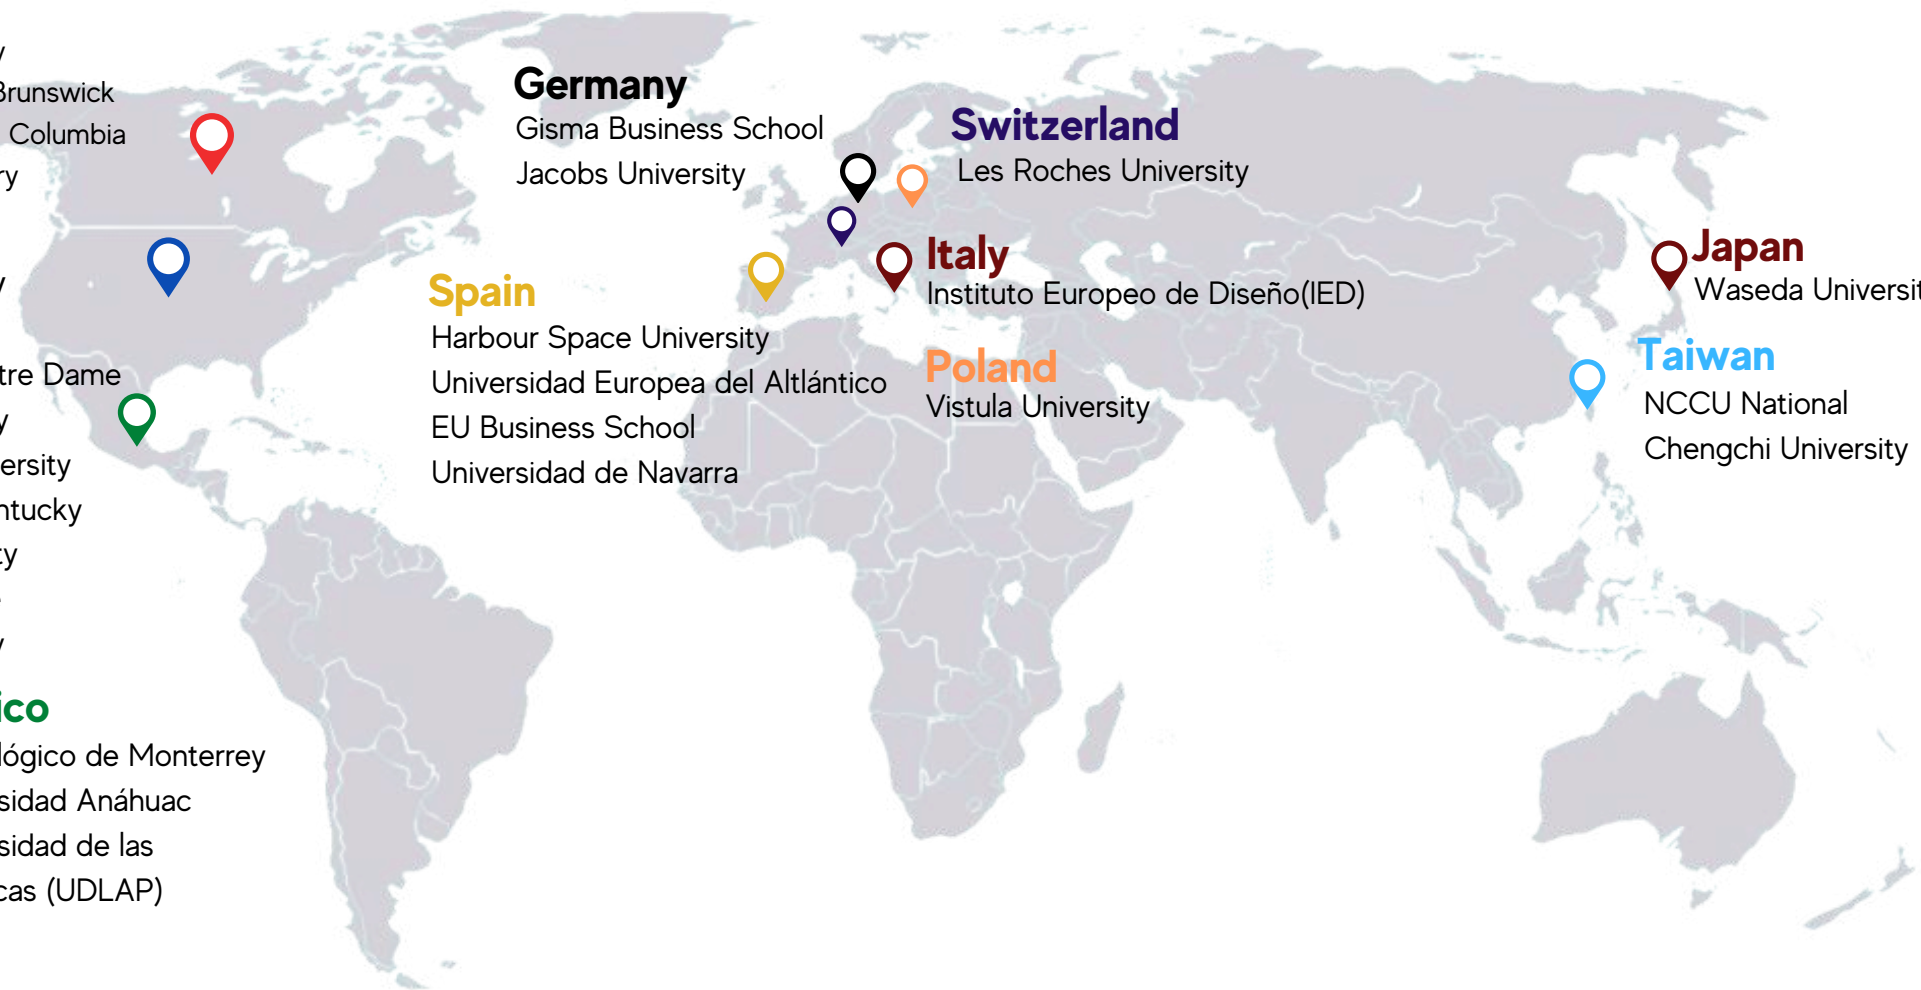 Brunswick
Columbia
tre Dame
ersity
ntucky
ico
lógico de Monterrey
sidad Anáhuac
sidad de las
cas (UDLAP)
Germany
Gisma Business School
Jacobs University
Spain
Harbour Space University
Universidad Europea del Altlántico
EU Business School
Universidad de Navarra
Switzerland
Les Roches University
Italy
Instituto Europeo de Diseño(IED)
Poland
Vistula University
Japan
Waseda Universit
Taiwan
NCCU National
Chengchi University